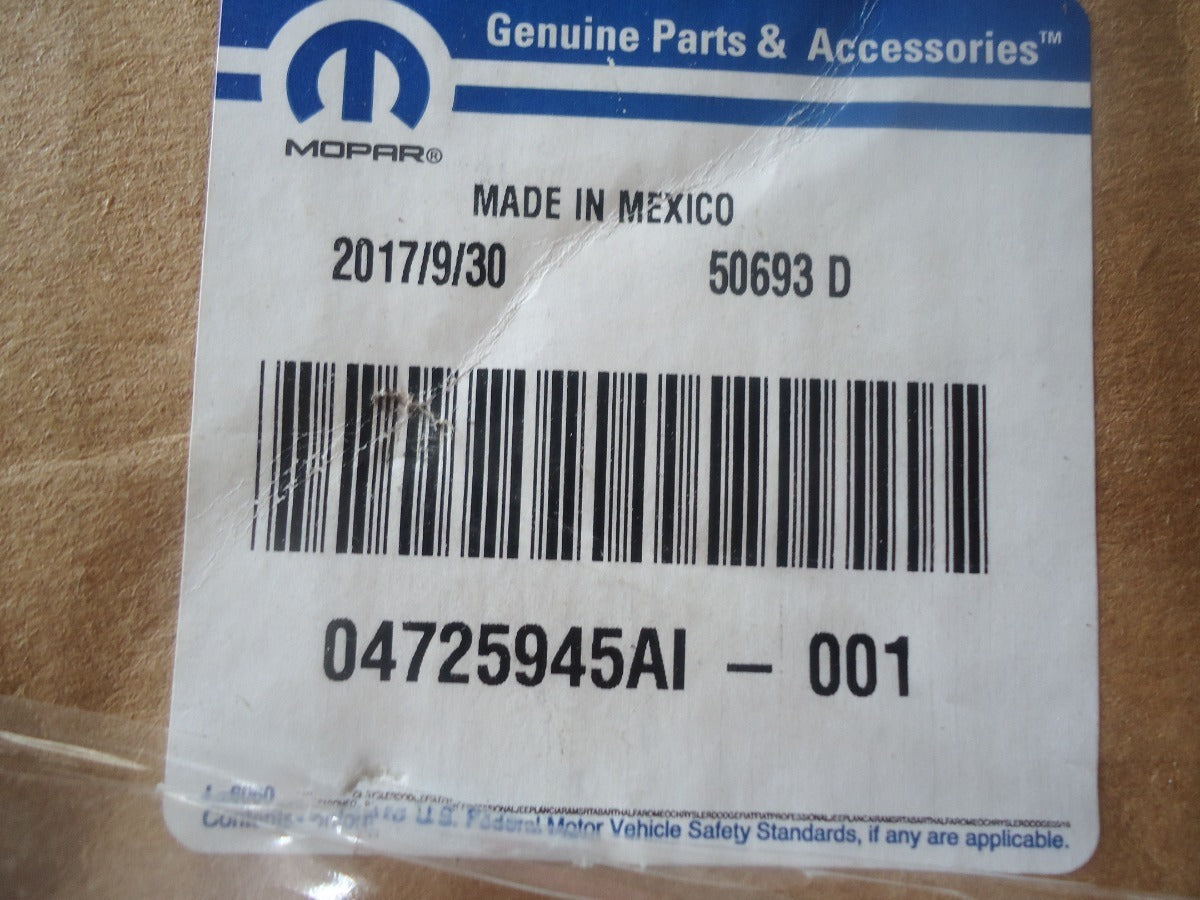 Genuine Parts & Accessories™
MOPAR®
MADE IN MEXICO
2017/9/30 50693 D
04725945AI – 001
U.S. Federal Motor Vehicle Safety Standards, if any are applicable.